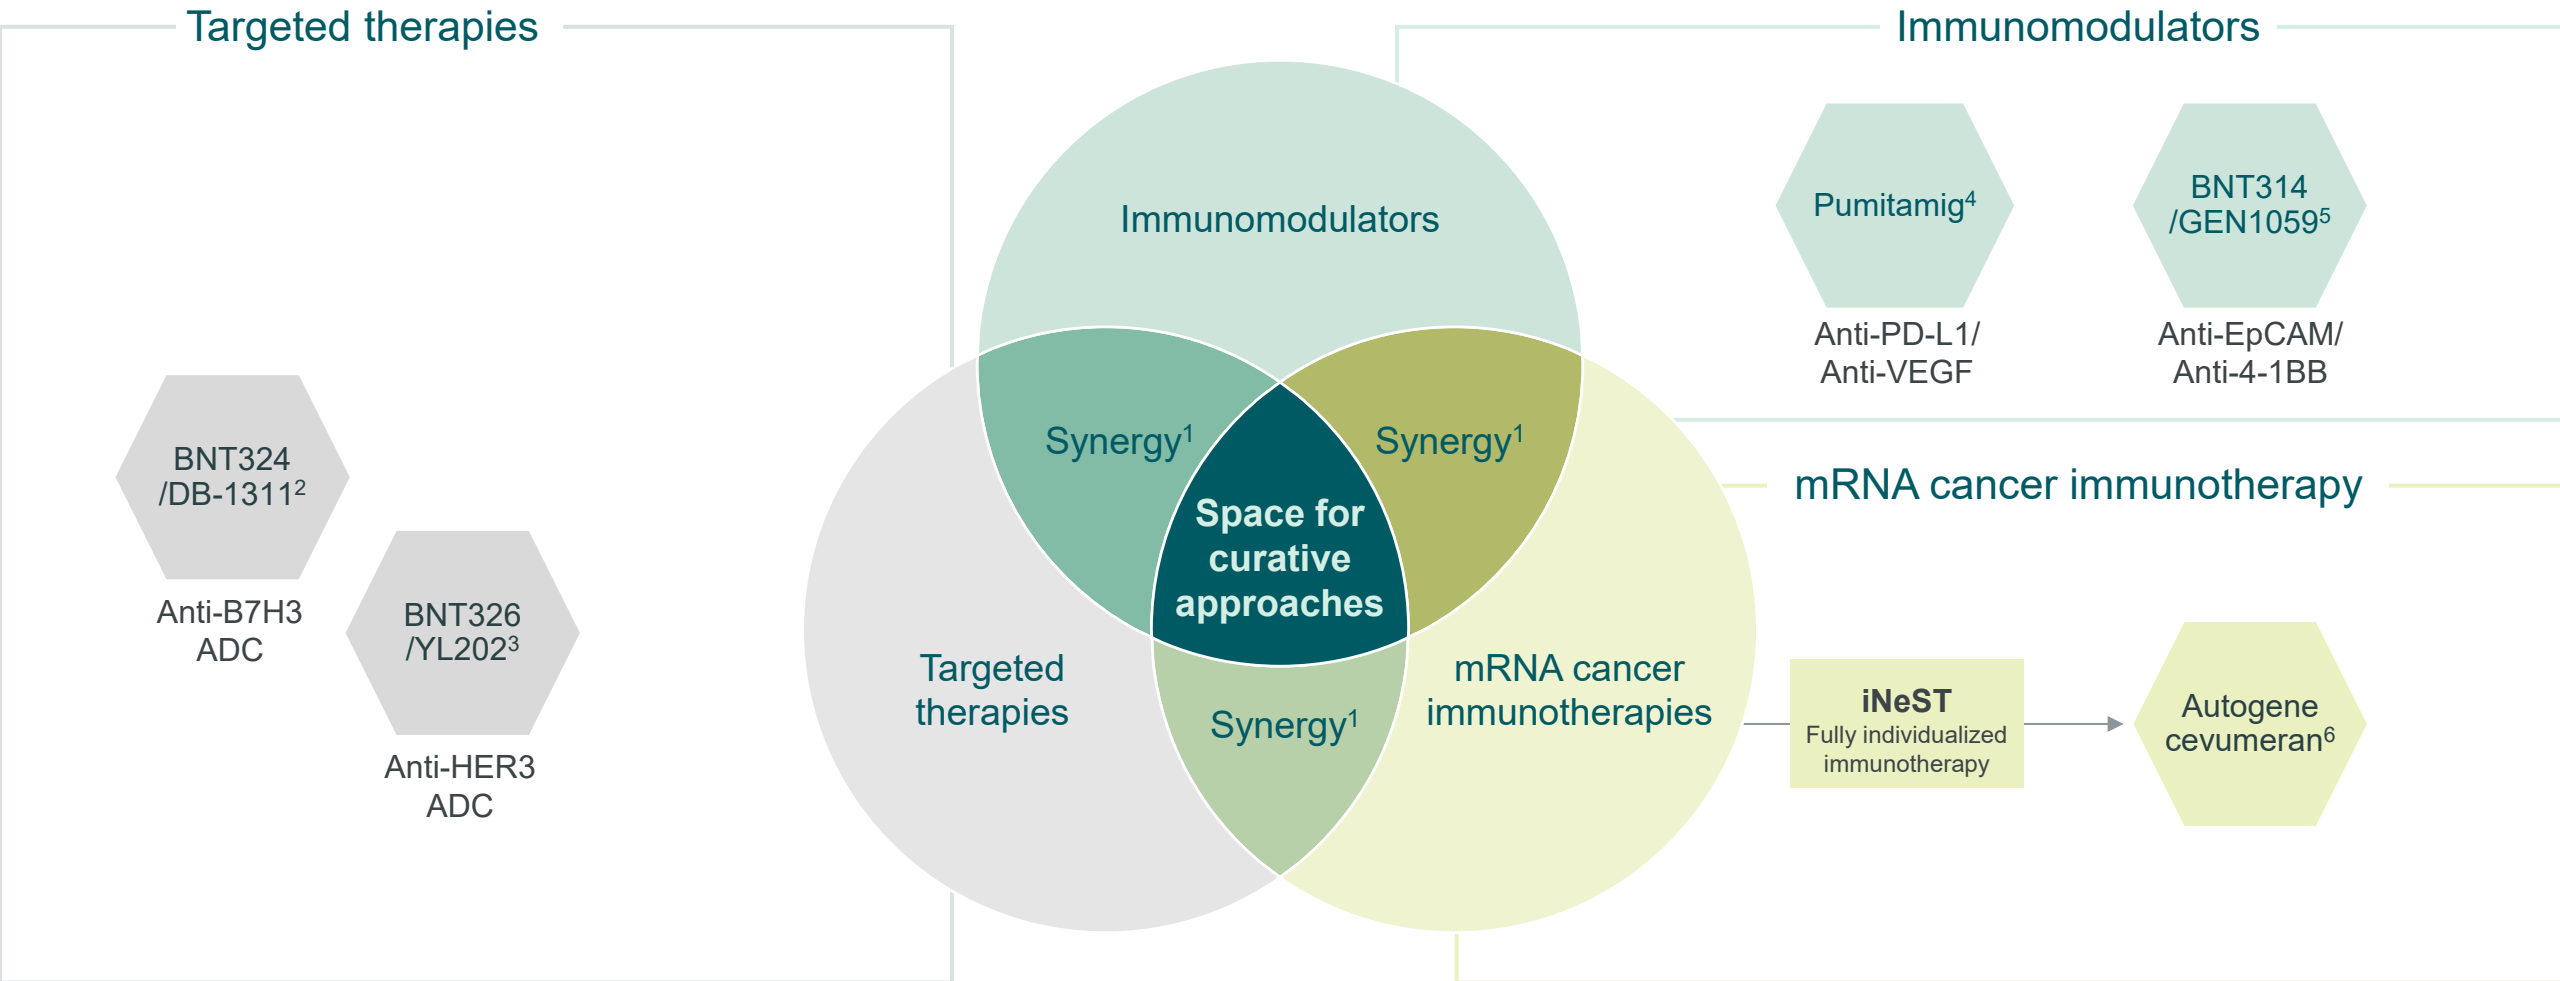 Targeted therapies
BNT324
/DB-1311²
Anti-B7H3
ADC
BNT326
/YL202³
Anti-HER3
ADC
Immunomodulators
Synergy¹
Synergy¹
Space for
curative
approaches
Targeted
therapies
Synergy¹
mRNA cancer
immunotherapies
Immunomodulators
Pumitamig⁴
Anti-PD-L1/
Anti-VEGF
BNT314
/GEN1059⁵
Anti-EpCAM/
Anti-4-1BB
mRNA cancer immunotherapy
iNeST
Fully individualized
immunotherapy
Autogene
cevumeran⁶